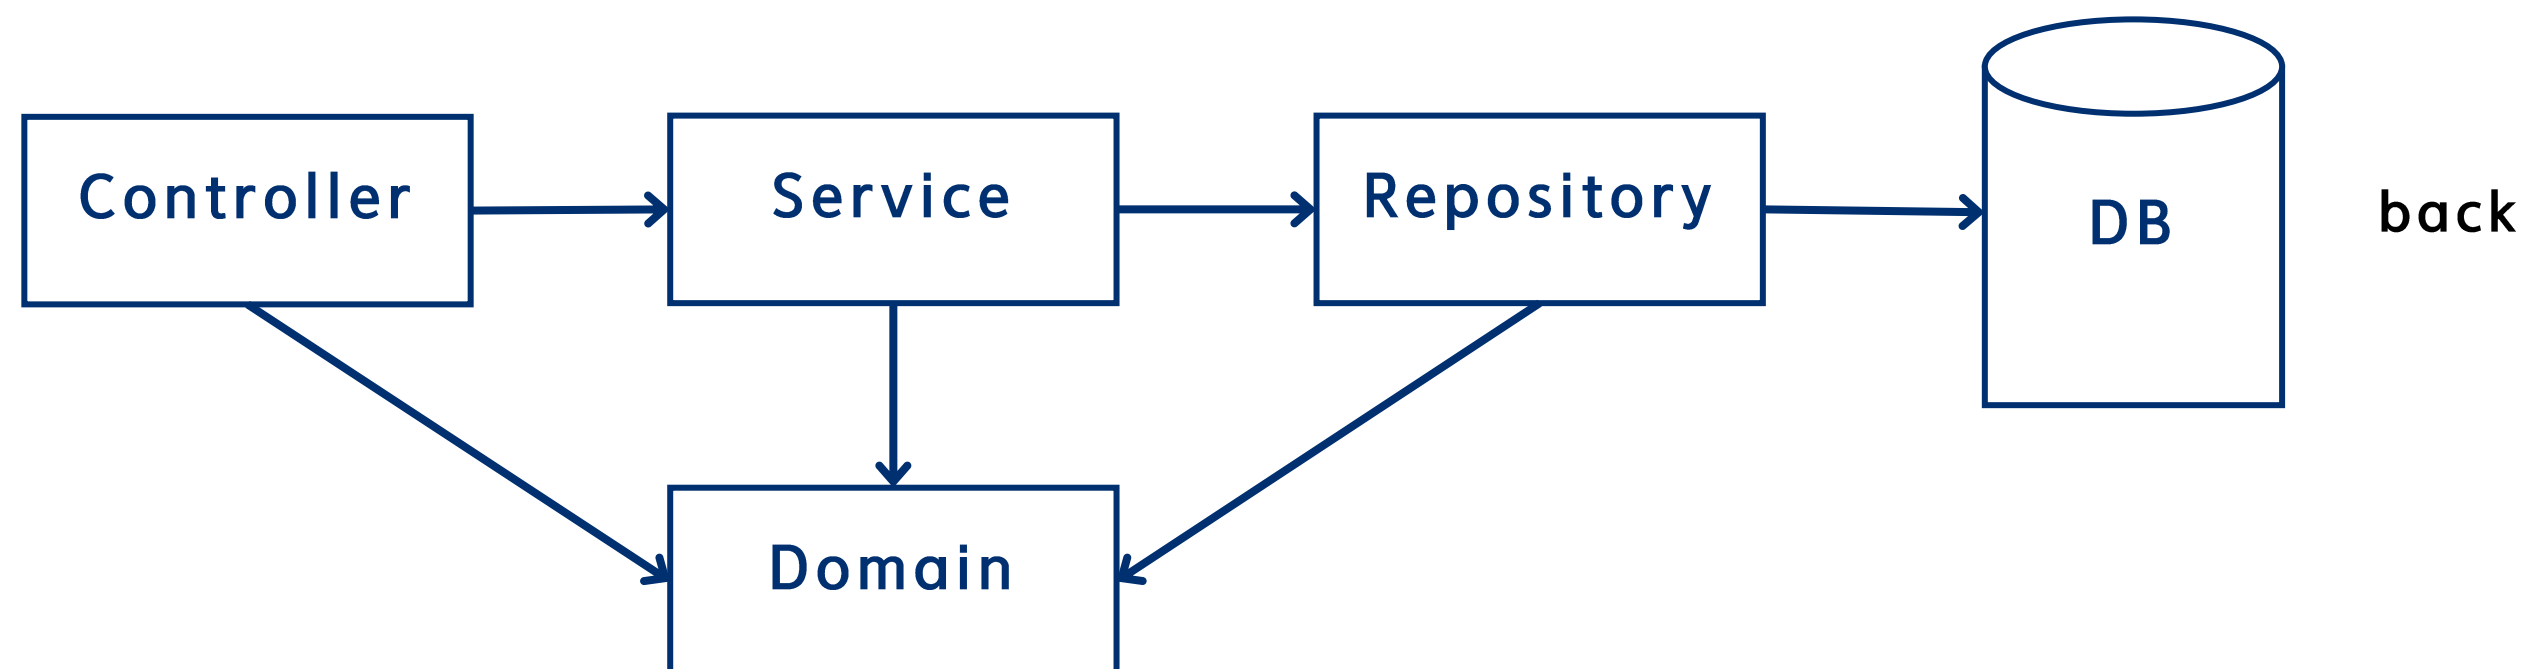 Controller
Service
Repository
DB
back
Domain